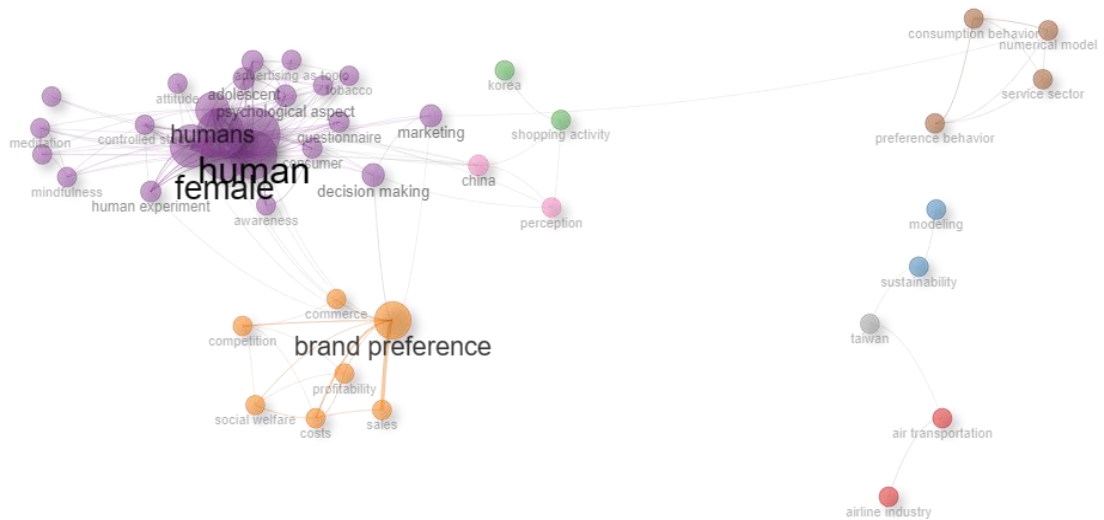 consumption behavior
numerical model
advertising as topic
korea
attitude
adolescent
tobacco
service sector
psychological aspect
preference behavior
humans
questionnaire
marketing
shopping activity
meditation
consumer
human
china
female
decision making
mindfulness
human experiment
awareness
perception
modeling
sustainability
commerce
taiwan
competition
brand preference
profitability
social welfare
costs
sales
air transportation
airline industry